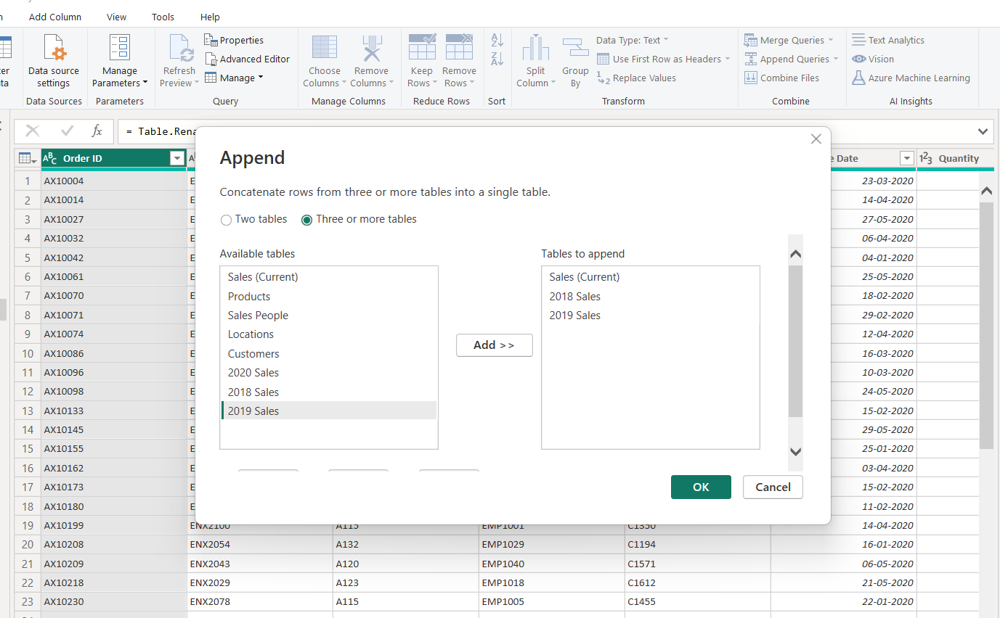 Add Column View Tools Help
Data source settings
Manage Parameters
Refresh Preview
Properties
Advanced Editor
Manage
Choose Columns
Remove Columns
Keep Rows
Remove Rows
A Z
Z A
Split Column
Group By
Data Type: Text
Use First Row as Headers
1 2 Replace Values
Merge Queries
Append Queries
Combine Files
Text Analytics
Vision
Azure Machine Learning
Data Sources Parameters Query Manage Columns Reduce Rows Sort Transform Combine AI Insights
fx = Table.Rena
ABC Order ID Date 123 Quantity
Append
Concatenate rows from three or more tables into a single table.
Two tables Three or more tables
Available tables
Sales (Current)
Products
Sales People
Locations
Customers
2020 Sales
2018 Sales
2019 Sales
Add >>
Tables to append
Sales (Current)
2018 Sales
2019 Sales
OK Cancel
1 AX10004 E 23-03-2020
2 AX10014 E 14-04-2020
3 AX10027 E 27-05-2020
4 AX10032 E 06-04-2020
5 AX10042 E 04-01-2020
6 AX10061 E 25-05-2020
7 AX10070 E 18-02-2020
8 AX10071 E 29-02-2020
9 AX10074 E 12-04-2020
10 AX10086 E 16-03-2020
11 AX10096 E 10-03-2020
12 AX10098 E 24-05-2020
13 AX10133 E 15-02-2020
14 AX10145 E 29-05-2020
15 AX10155 E 25-01-2020
16 AX10162 E 03-04-2020
17 AX10173 E 15-02-2020
18 AX10180 E 11-02-2020
19 AX10199 ENX2100 A115 EMP1001 C1350 14-04-2020
20 AX10208 ENX2054 A132 EMP1029 C1194 16-01-2020
21 AX10209 ENX2043 A120 EMP1040 C1571 06-05-2020
22 AX10218 ENX2029 A123 EMP1018 C1612 21-05-2020
23 AX10230 ENX2078 A115 EMP1005 C1455 22-01-2020